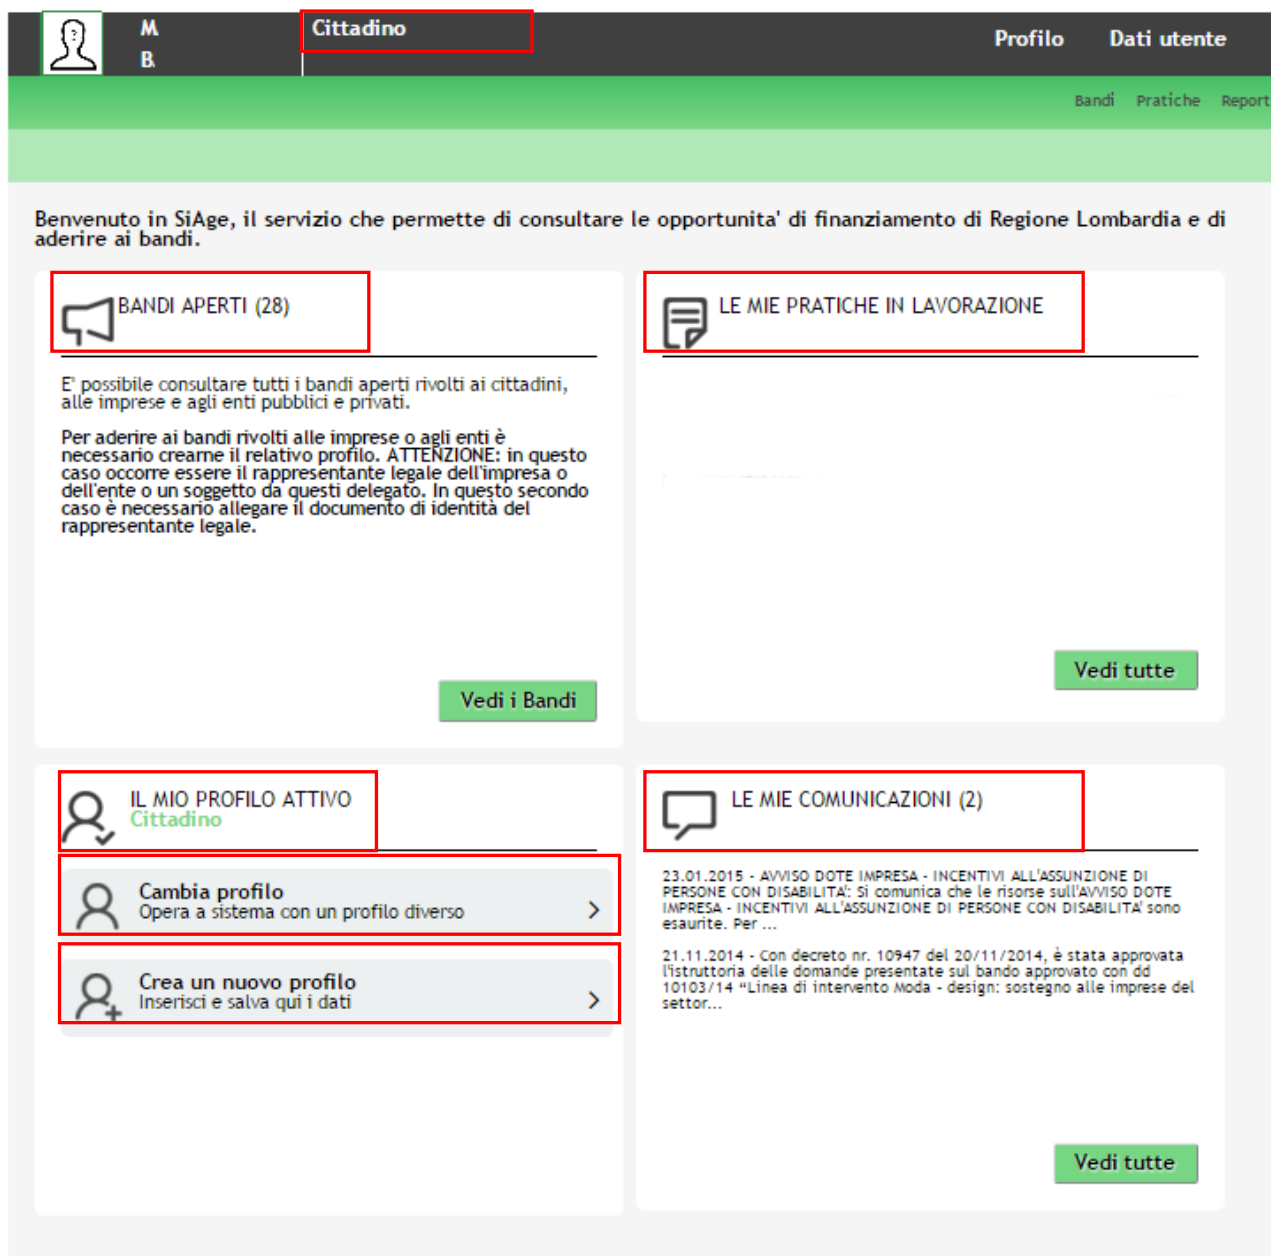 M.
B.
Cittadino
Profilo Dati utente
Bandi Pratiche Report
Benvenuto in SiAge, il servizio che permette di consultare le opportunita' di finanziamento di Regione Lombardia e di
aderire ai bandi.
BANDI APERTI (28)
E' possibile consultare tutti i bandi aperti rivolti ai cittadini,
alle imprese e agli enti pubblici e privati.
Per aderire ai bandi rivolti alle imprese o agli enti è
necessario crearne il relativo profilo. ATTENZIONE: in questo
caso occorre essere il rappresentante legale dell'impresa o
dell'ente o un soggetto da questi delegato. In questo secondo
caso è necessario allegare il documento di identità del
rappresentante legale.
Vedi i Bandi
LE MIE PRATICHE IN LAVORAZIONE
Vedi tutte
IL MIO PROFILO ATTIVO
Cittadino
Cambia profilo
Opera a sistema con un profilo diverso
Crea un nuovo profilo
Inserisci e salva qui i dati
LE MIE COMUNICAZIONI (2)
23.01.2015 - AVVISO DOTE IMPRESA - INCENTIVI ALL'ASSUNZIONE DI
PERSONE CON DISABILITA': Si comunica che le risorse sull'AVVISO DOTE
IMPRESA - INCENTIVI ALL'ASSUNZIONE DI PERSONE CON DISABILITA' sono
esaurite. Per ...
21.11.2014 - Con decreto nr. 10947 del 20/11/2014, è stata approvata
l'istruttoria delle domande presentate sul bando approvato con dd
10103/14 “Linea di intervento Moda - design: sostegno alle imprese del
settor...
Vedi tutte